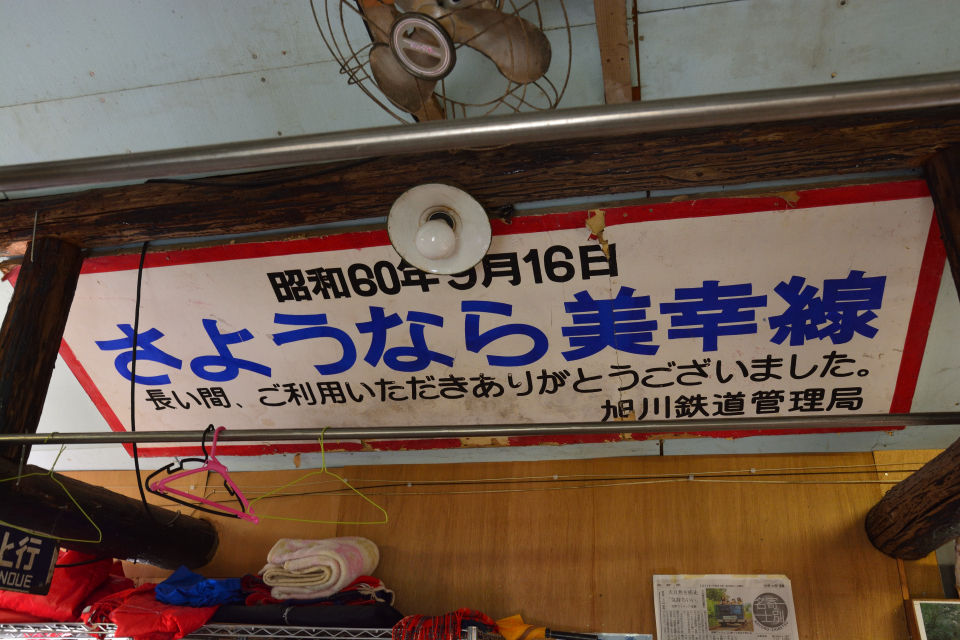 昭和60年9月16日
さようなら美幸線
長い間、ご利用いただきありがとうございました。
旭川鉄道管理局
上行
NOUE